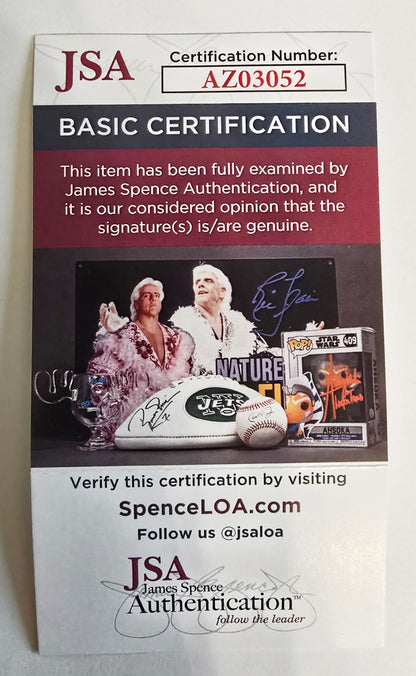 JSA
Certification Number:
AZ03052
BASIC CERTIFICATION
This item has been fully examined by
James Spence Authentication, and
it is our considered opinion that the
signature(s) is/are genuine.
NATURE
JETS
POP!
STAR WARS
409
AHSOKA
Verify this certification by visiting
SpenceLOA.com
Follow us @jsaloa
JSA
James Spence
Authentication™
follow the leader